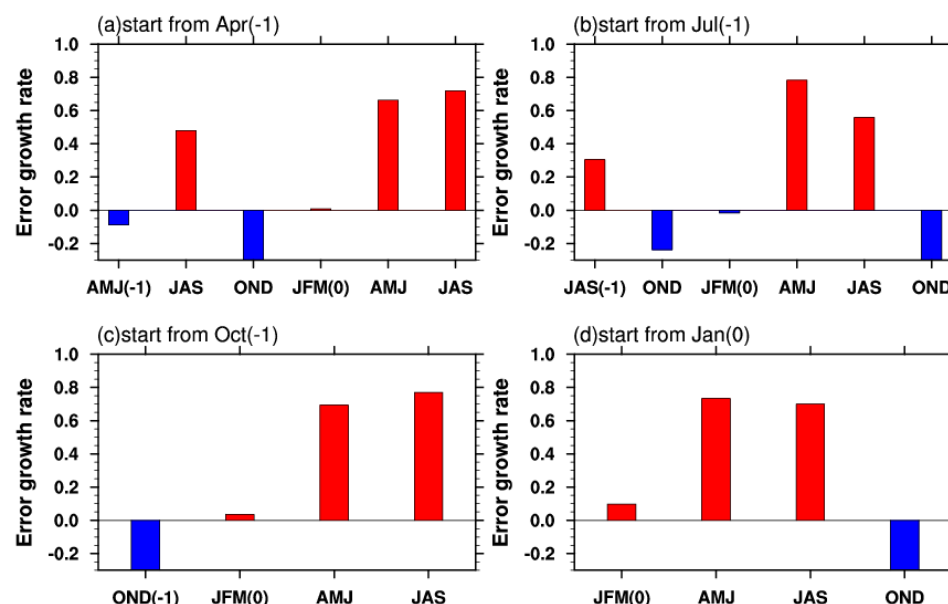 (a)start from Apr(-1)
Error growth rate
1.0
0.8
0.6
0.4
0.2
0.0
-0.2
AMJ(-1) JAS OND JFM(0) AMJ JAS
(b)start from Jul(-1)
Error growth rate
1.0
0.8
0.6
0.4
0.2
0.0
-0.2
JAS(-1) OND JFM(0) AMJ JAS OND
(c)start from Oct(-1)
Error growth rate
1.0
0.8
0.6
0.4
0.2
0.0
-0.2
OND(-1) JFM(0) AMJ JAS
(d)start from Jan(0)
Error growth rate
1.0
0.8
0.6
0.4
0.2
0.0
-0.2
JFM(0) AMJ JAS OND